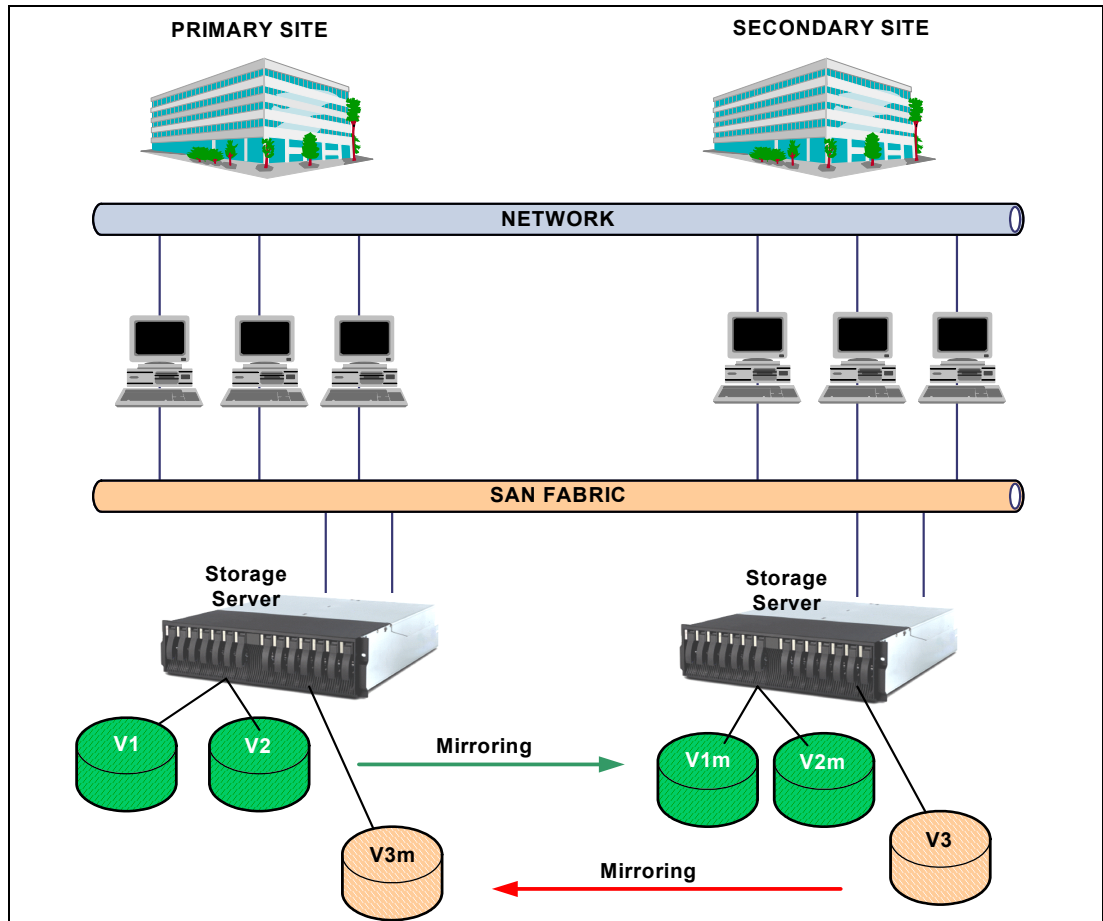 PRIMARY SITE
SECONDARY SITE
NETWORK
SAN FABRIC
Storage
Server
Storage
Server
V1
V2
Mirroring
V1m
V2m
V3m
V3
Mirroring